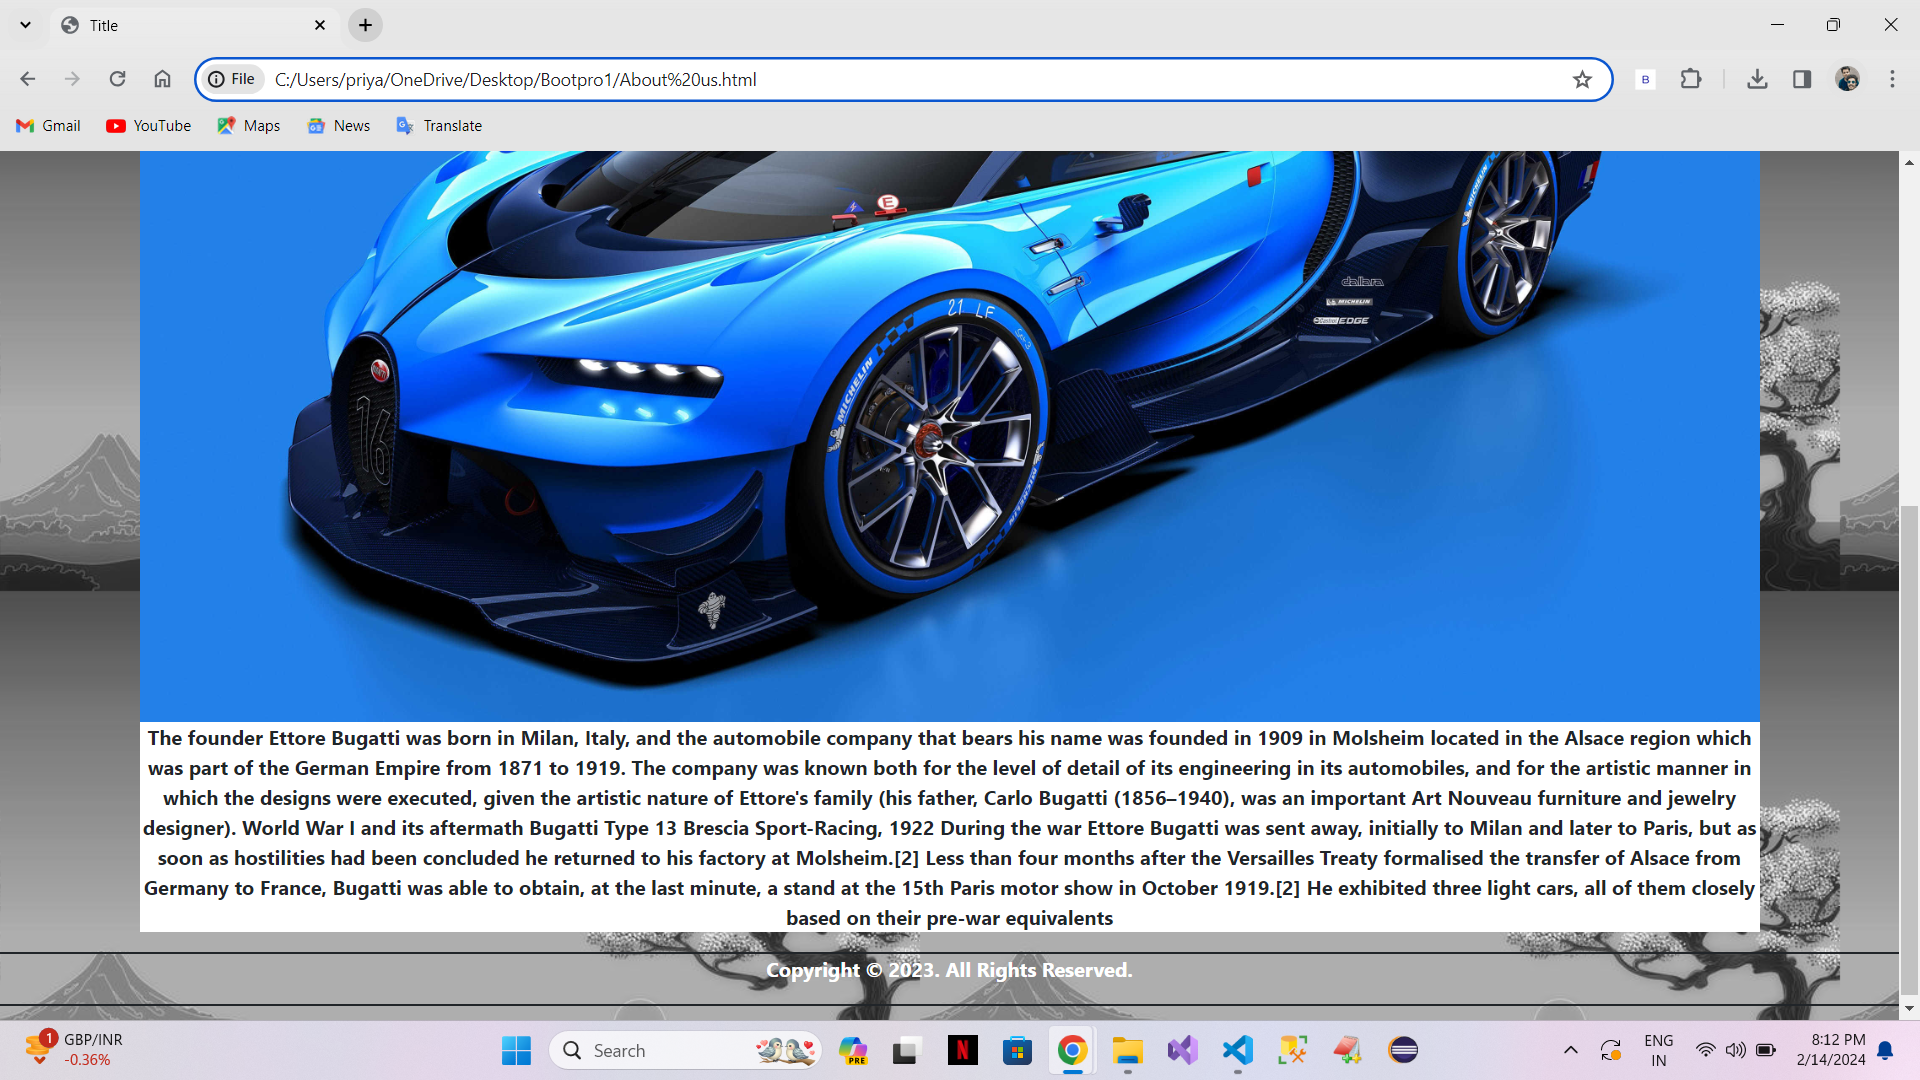 Title
File C:/Users/priya/OneDrive/Desktop/Bootpro1/About%20us.html
B
Gmail YouTube Maps News Translate
E
MICHELIN
dallara
MICHELIN
Castrol EDGE
21 LF
MICHELIN
16
MICHELIN
The founder Ettore Bugatti was born in Milan, Italy, and the automobile company that bears his name was founded in 1909 in Molsheim located in the Alsace region which
was part of the German Empire from 1871 to 1919. The company was known both for the level of detail of its engineering in its automobiles, and for the artistic manner in
which the designs were executed, given the artistic nature of Ettore's family (his father, Carlo Bugatti (1856–1940), was an important Art Nouveau furniture and jewelry
designer). World War I and its aftermath Bugatti Type 13 Brescia Sport-Racing, 1922 During the war Ettore Bugatti was sent away, initially to Milan and later to Paris, but as
soon as hostilities had been concluded he returned to his factory at Molsheim.[2] Less than four months after the Versailles Treaty formalised the transfer of Alsace from
Germany to France, Bugatti was able to obtain, at the last minute, a stand at the 15th Paris motor show in October 1919.[2] He exhibited three light cars, all of them closely
based on their pre-war equivalents
Copyright © 2023. All Rights Reserved.
1 GBP/INR
-0.36%
Search
PRE
N
ENG
IN
8:12 PM
2/14/2024